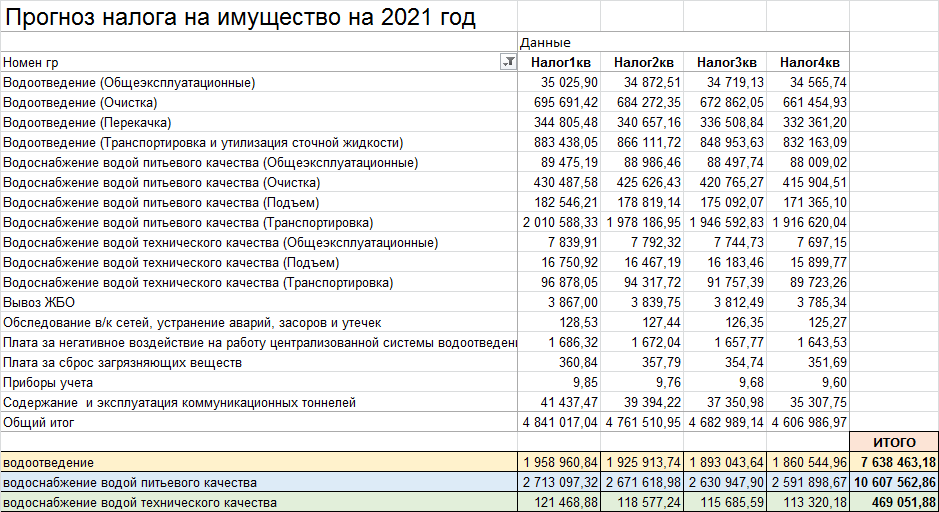 Прогноз налога на имущество на 2021 год
Данные
Номен гр Налог1кв Налог2кв Налог3кв Налог4кв
Водоотведение (Общеэксплуатационные) 35 025,90 34 872,51 34 719,13 34 565,74
Водоотведение (Очистка) 695 691,42 684 272,35 672 862,05 661 454,93
Водоотведение (Перекачка) 344 805,48 340 657,16 336 508,84 332 361,20
Водоотведение (Транспортировка и утилизация сточной жидкости) 883 438,05 866 111,72 848 953,63 832 163,09
Водоснабжение водой питьевого качества (Общеэксплуатационные) 89 475,19 88 986,46 88 497,74 88 009,02
Водоснабжение водой питьевого качества (Очистка) 430 487,58 425 626,43 420 765,27 415 904,51
Водоснабжение водой питьевого качества (Подъем) 182 546,21 178 819,14 175 092,07 171 365,10
Водоснабжение водой питьевого качества (Транспортировка) 2 010 588,33 1 978 186,95 1 946 592,83 1 916 620,04
Водоснабжение водой технического качества (Общеэксплуатационные) 7 839,91 7 792,32 7 744,73 7 697,15
Водоснабжение водой технического качества (Подъем) 16 750,92 16 467,19 16 183,46 15 899,77
Водоснабжение водой технического качества (Транспортировка) 96 878,05 94 317,72 91 757,39 89 723,26
Вывоз ЖБО 3 867,00 3 839,75 3 812,49 3 785,34
Обследование в/к сетей, устранение аварий, засоров и утечек 128,53 127,44 126,35 125,27
Плата за негативное воздействие на работу централизованной системы водоотведени 1 686,32 1 672,04 1 657,77 1 643,53
Плата за сброс загрязняющих веществ 360,84 357,79 354,74 351,69
Приборы учета 9,85 9,76 9,68 9,60
Содержание и эксплуатация коммуникационных тоннелей 41 437,47 39 394,22 37 350,98 35 307,75
Общий итог 4 841 017,04 4 761 510,95 4 682 989,14 4 606 986,97
ИТОГО
водоотведение 1 958 960,84 1 925 913,74 1 893 043,64 1 860 544,96 7 638 463,18
водоснабжение водой питьевого качества 2 713 097,32 2 671 618,98 2 630 947,90 2 591 898,67 10 607 562,86
водоснабжение водой технического качества 121 468,88 118 577,24 115 685,59 113 320,18 469 051,88